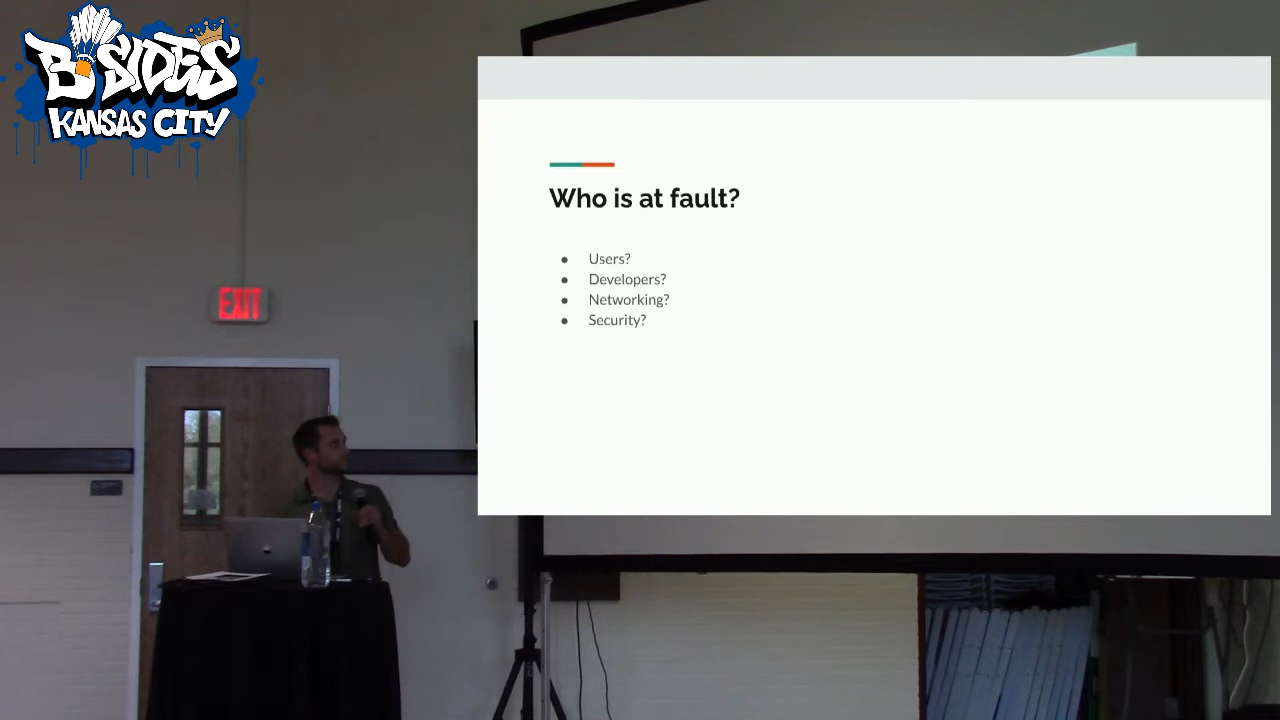 B SIDES
KANSAS CITY
EXIT
Who is at fault?
● Users?
● Developers?
● Networking?
● Security?